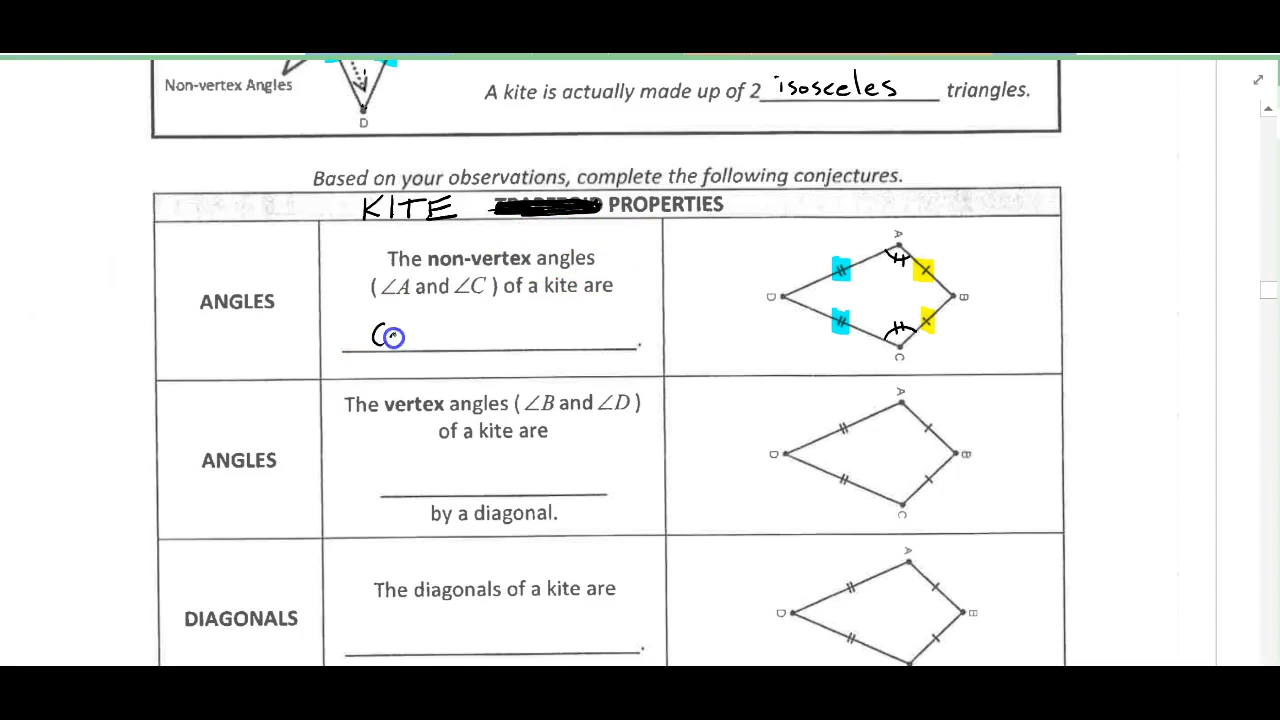 Non-vertex Angles
D
A kite is actually made up of 2 isosceles triangles.
Based on your observations, complete the following conjectures.
KITE PROPERTIES
ANGLES
The non-vertex angles
(∠A and ∠C) of a kite are
.
A
B
C
D
ANGLES
The vertex angles (∠B and ∠D)
of a kite are
by a diagonal.
A
B
C
D
DIAGONALS
The diagonals of a kite are
.
A
B
D